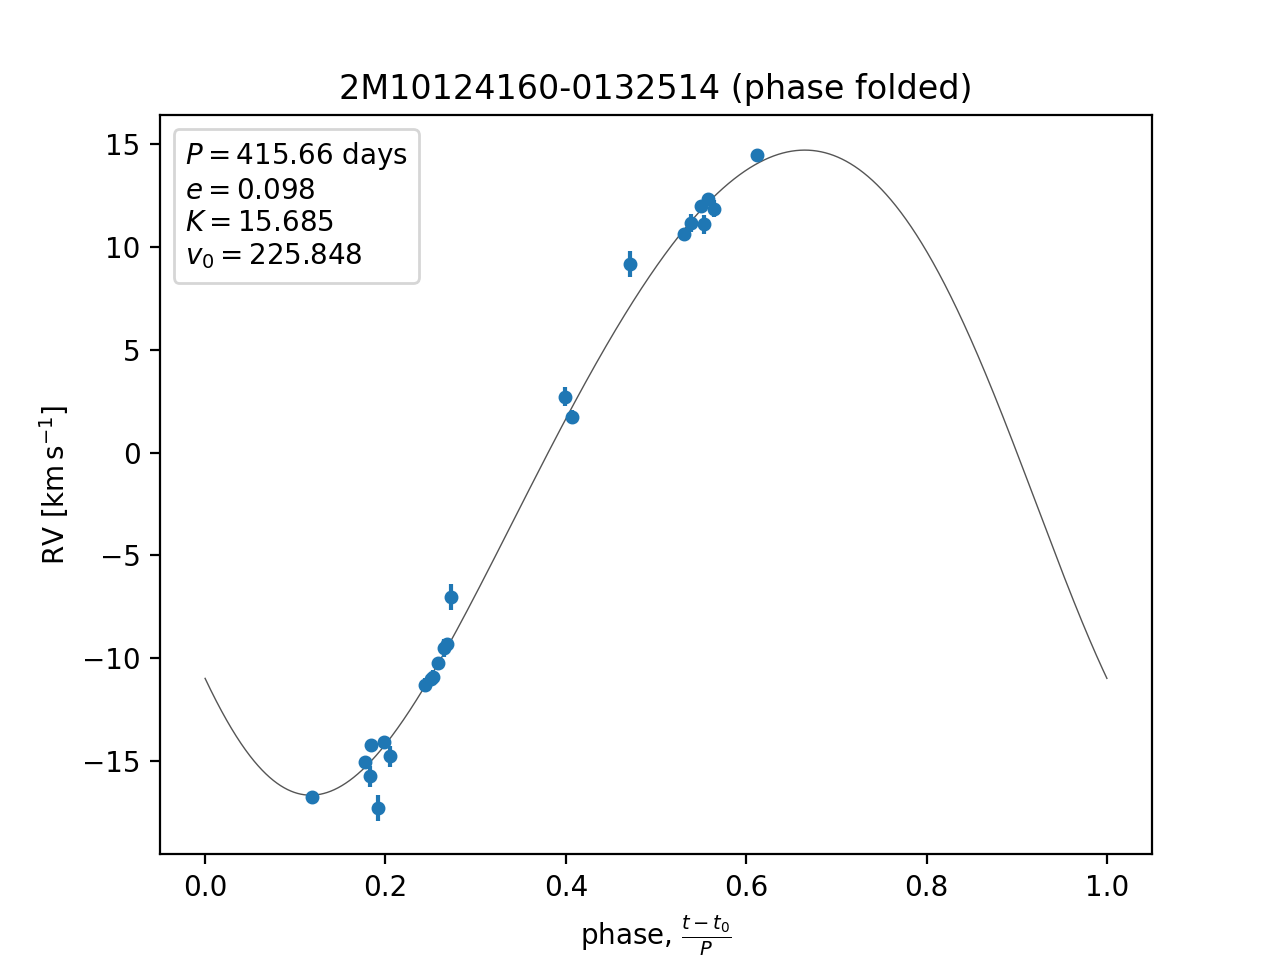 2M10124160-0132514 (phase folded)
P = 415.66 days
e = 0.098
K = 15.685
v₀ = 225.848
15
10
5
0
−5
−10
−15
RV [km s⁻¹]
0.0 0.2 0.4 0.6 0.8 1.0
phase, (t − t₀)/P